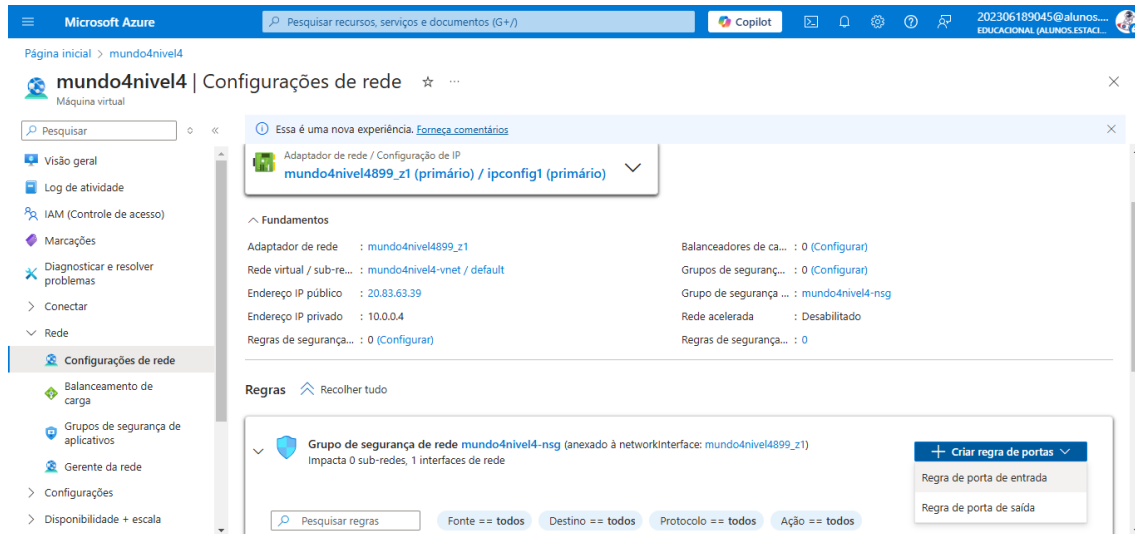 Microsoft Azure
Pesquisar recursos, serviços e documentos (G+/)
Copilot
202306189045@alunos....
EDUCACIONAL (ALUNOS.ESTACI...
Página inicial > mundo4nivel4
mundo4nivel4 | Configurações de rede
Máquina virtual
Pesquisar
Visão geral
Log de atividade
IAM (Controle de acesso)
Marcações
Diagnosticar e resolver
problemas
Conectar
Rede
Configurações de rede
Balanceamento de
carga
Grupos de segurança de
aplicativos
Gerente da rede
Configurações
Disponibilidade + escala
Essa é uma nova experiência. Forneça comentários
Adaptador de rede / Configuração de IP
mundo4nivel4899_z1 (primário) / ipconfig1 (primário)
Fundamentos
Adaptador de rede : mundo4nivel4899_z1
Rede virtual / sub-re... : mundo4nivel4-vnet / default
Endereço IP público : 20.83.63.39
Endereço IP privado : 10.0.0.4
Regras de segurança... : 0 (Configurar)
Balanceadores de ca... : 0 (Configurar)
Grupos de seguranç... : 0 (Configurar)
Grupo de segurança ... : mundo4nivel4-nsg
Rede acelerada : Desabilitado
Regras de segurança... : 0
Regras Recolher tudo
Grupo de segurança de rede mundo4nivel4-nsg (anexado à networkInterface: mundo4nivel4899_z1)
Impacta 0 sub-redes, 1 interfaces de rede
+ Criar regra de portas
Regra de porta de entrada
Regra de porta de saída
Pesquisar regras
Fonte == todos
Destino == todos
Protocolo == todos
Ação == todos